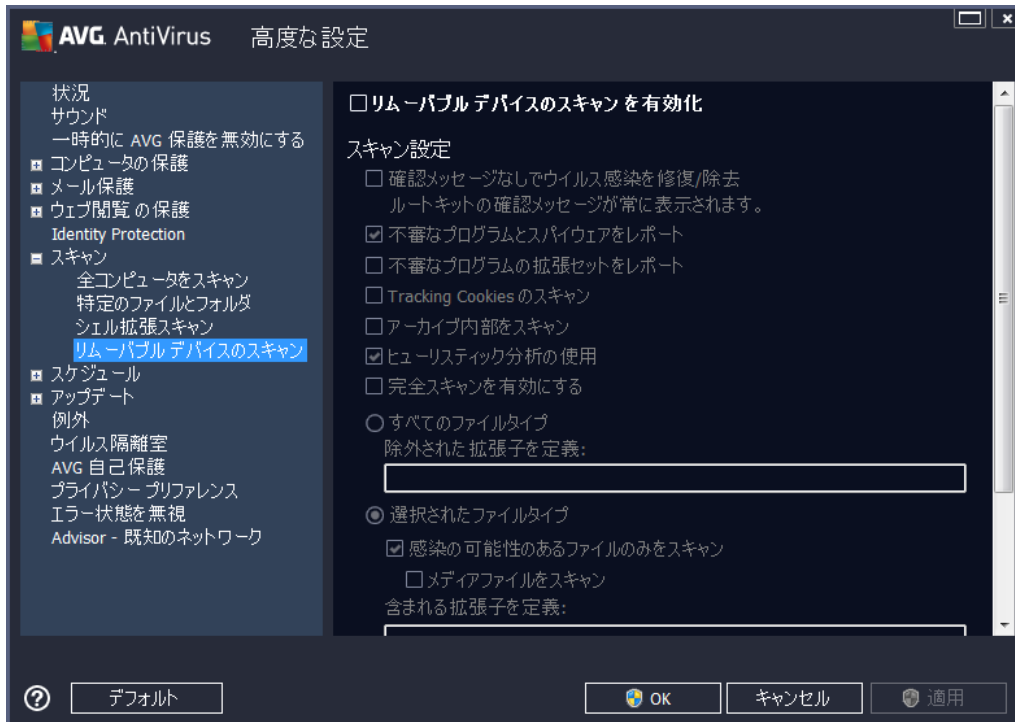 AVG. AntiVirus 高度な設定
状況
サウンド
一時的に AVG 保護を無効にする
コンピュータの保護
メール保護
ウェブ閲覧 の保護
Identity Protection
スキャン
全コンピュータをスキャン
特定のファイルとフォルダ
シェル拡張スキャン
リムーバブル デバイスのスキャン
スケジュール
アップデート
例外
ウイルス隔離室
AVG 自己保護
プライバシー プリファレンス
エラー状態を無視
Advisor - 既知のネットワーク
リムーバブル デバイスのスキャン を有効化
スキャン設定
確認メッセージなしでウイルス感染を修復/除去
ルートキットの確認メッセージが常に表示されます。
不審なプログラムとスパイウェアをレポート
不審なプログラムの拡張セットをレポート
Tracking Cookies のスキャン
アーカイブ内部をスキャン
ヒューリスティック分析の使用
完全スキャンを有効にする
すべてのファイルタイプ
除外された拡張子を定義:
選択されたファイルタイプ
感染の可能性のあるファイルのみをスキャン
メディアファイルをスキャン
含まれる拡張子を定義:
デフォルト
OK
キャンセル
適用